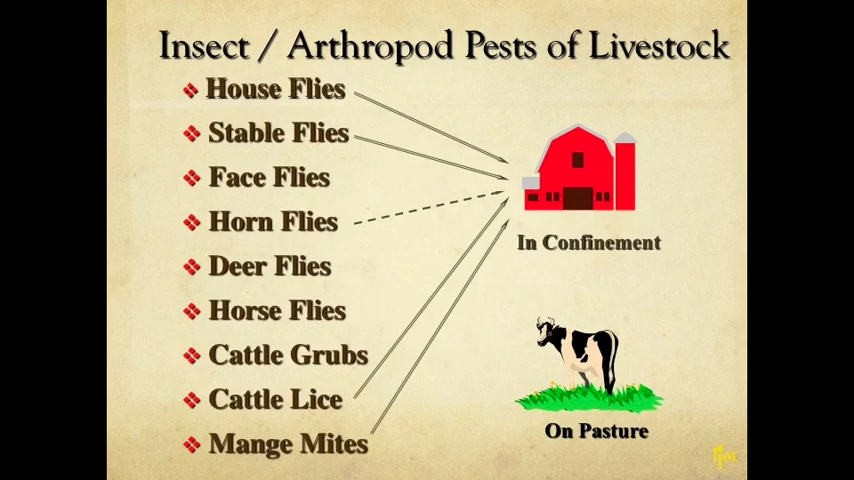 Insect / Arthropod Pests of Livestock
House Flies
Stable Flies
Face Flies
Horn Flies
Deer Flies
Horse Flies
Cattle Grubs
Cattle Lice
Mange Mites
In Confinement
On Pasture
IPM